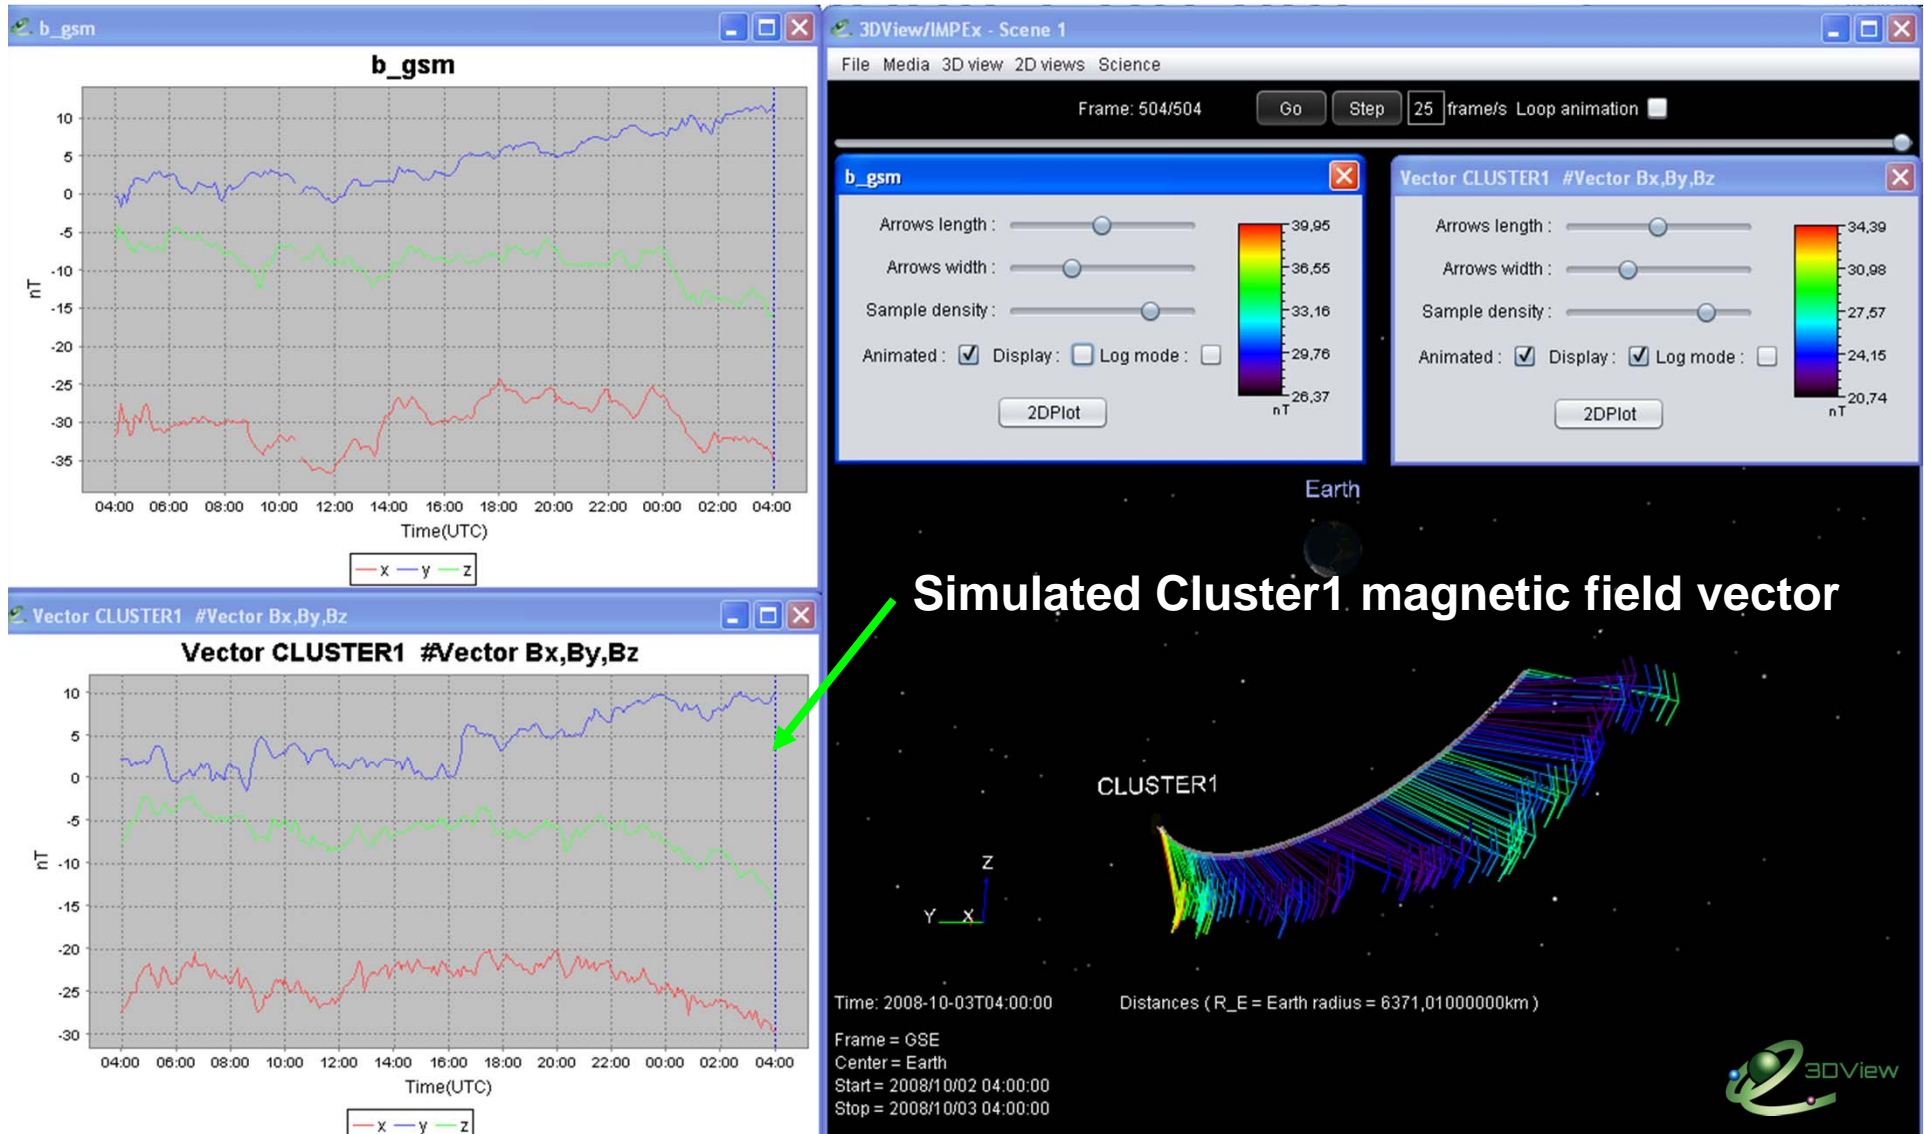 b_gsm
b_gsm
10
5
0
-5
-10
-15
-20
-25
-30
-35
nT
04:00 06:00 08:00 10:00 12:00 14:00 16:00 18:00 20:00 22:00 00:00 02:00 04:00
Time(UTC)
x y z
Vector CLUSTER1 #Vector Bx,By,Bz
Vector CLUSTER1 #Vector Bx,By,Bz
10
5
0
-5
-10
-15
-20
-25
-30
nT
04:00 06:00 08:00 10:00 12:00 14:00 16:00 18:00 20:00 22:00 00:00 02:00 04:00
Time(UTC)
x y z
3DView/IMPEx - Scene 1
File Media 3D view 2D views Science
Frame: 504/504 Go Step 25 frame/s Loop animation
b_gsm
Arrows length :
Arrows width :
Sample density :
Animated : Display : Log mode :
2DPlot
39,95
36,55
33,16
29,76
26,37
nT
Vector CLUSTER1 #Vector Bx,By,Bz
Arrows length :
Arrows width :
Sample density :
Animated : Display : Log mode :
2DPlot
34,39
30,98
27,57
24,15
20,74
nT
Earth
Simulated Cluster1 magnetic field vector
CLUSTER1
Z
Y X
Time: 2008-10-03T04:00:00 Distances ( R_E = Earth radius = 6371,01000000km )
Frame = GSE
Center = Earth
Start = 2008/10/02 04:00:00
Stop = 2008/10/03 04:00:00
3DView